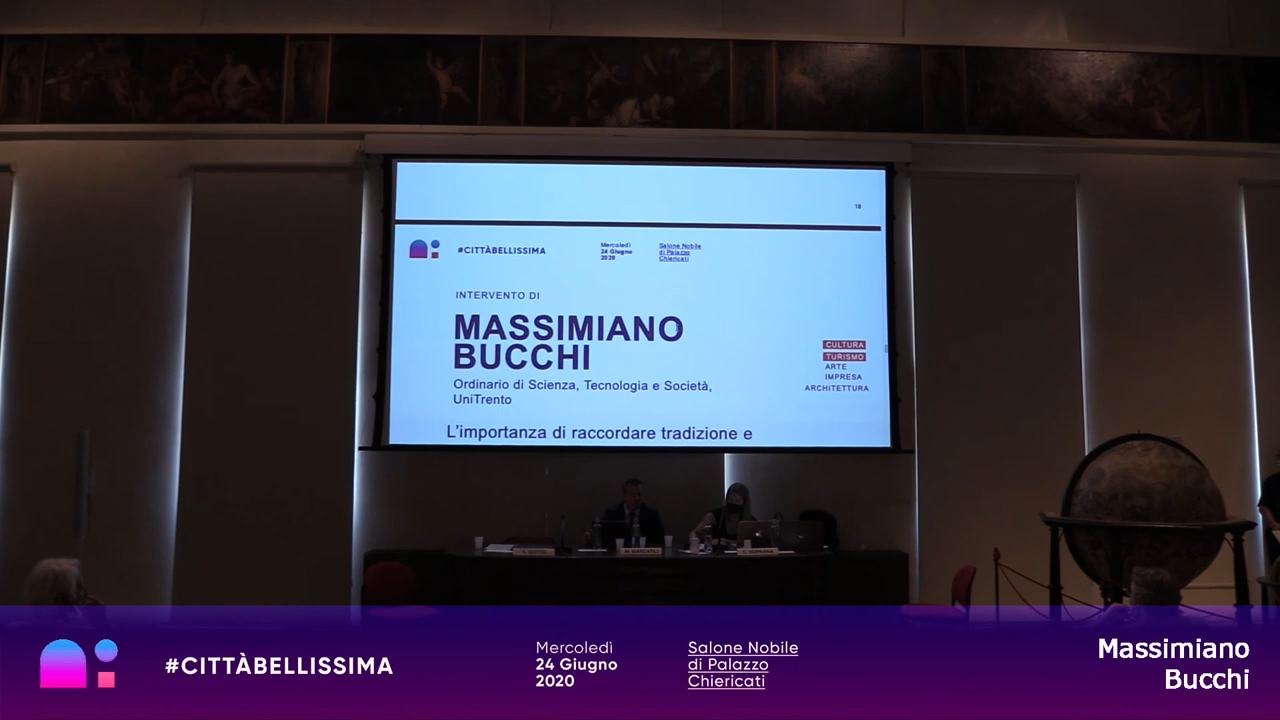 18
#CITTÀBELLISSIMA
Mercoledì
24 Giugno
2020
Salone Nobile
di Palazzo
Chiericati
INTERVENTO DI
MASSIMIANO
BUCCHI
Ordinario di Scienza, Tecnologia e Società,
UniTrento
L'importanza di raccordare tradizione e
CULTURA
TURISMO
ARTE
IMPRESA
ARCHITETTURA
#CITTÀBELLISSIMA
Mercoledì
24 Giugno
2020
Salone Nobile
di Palazzo
Chiericati
Massimiano
Bucchi